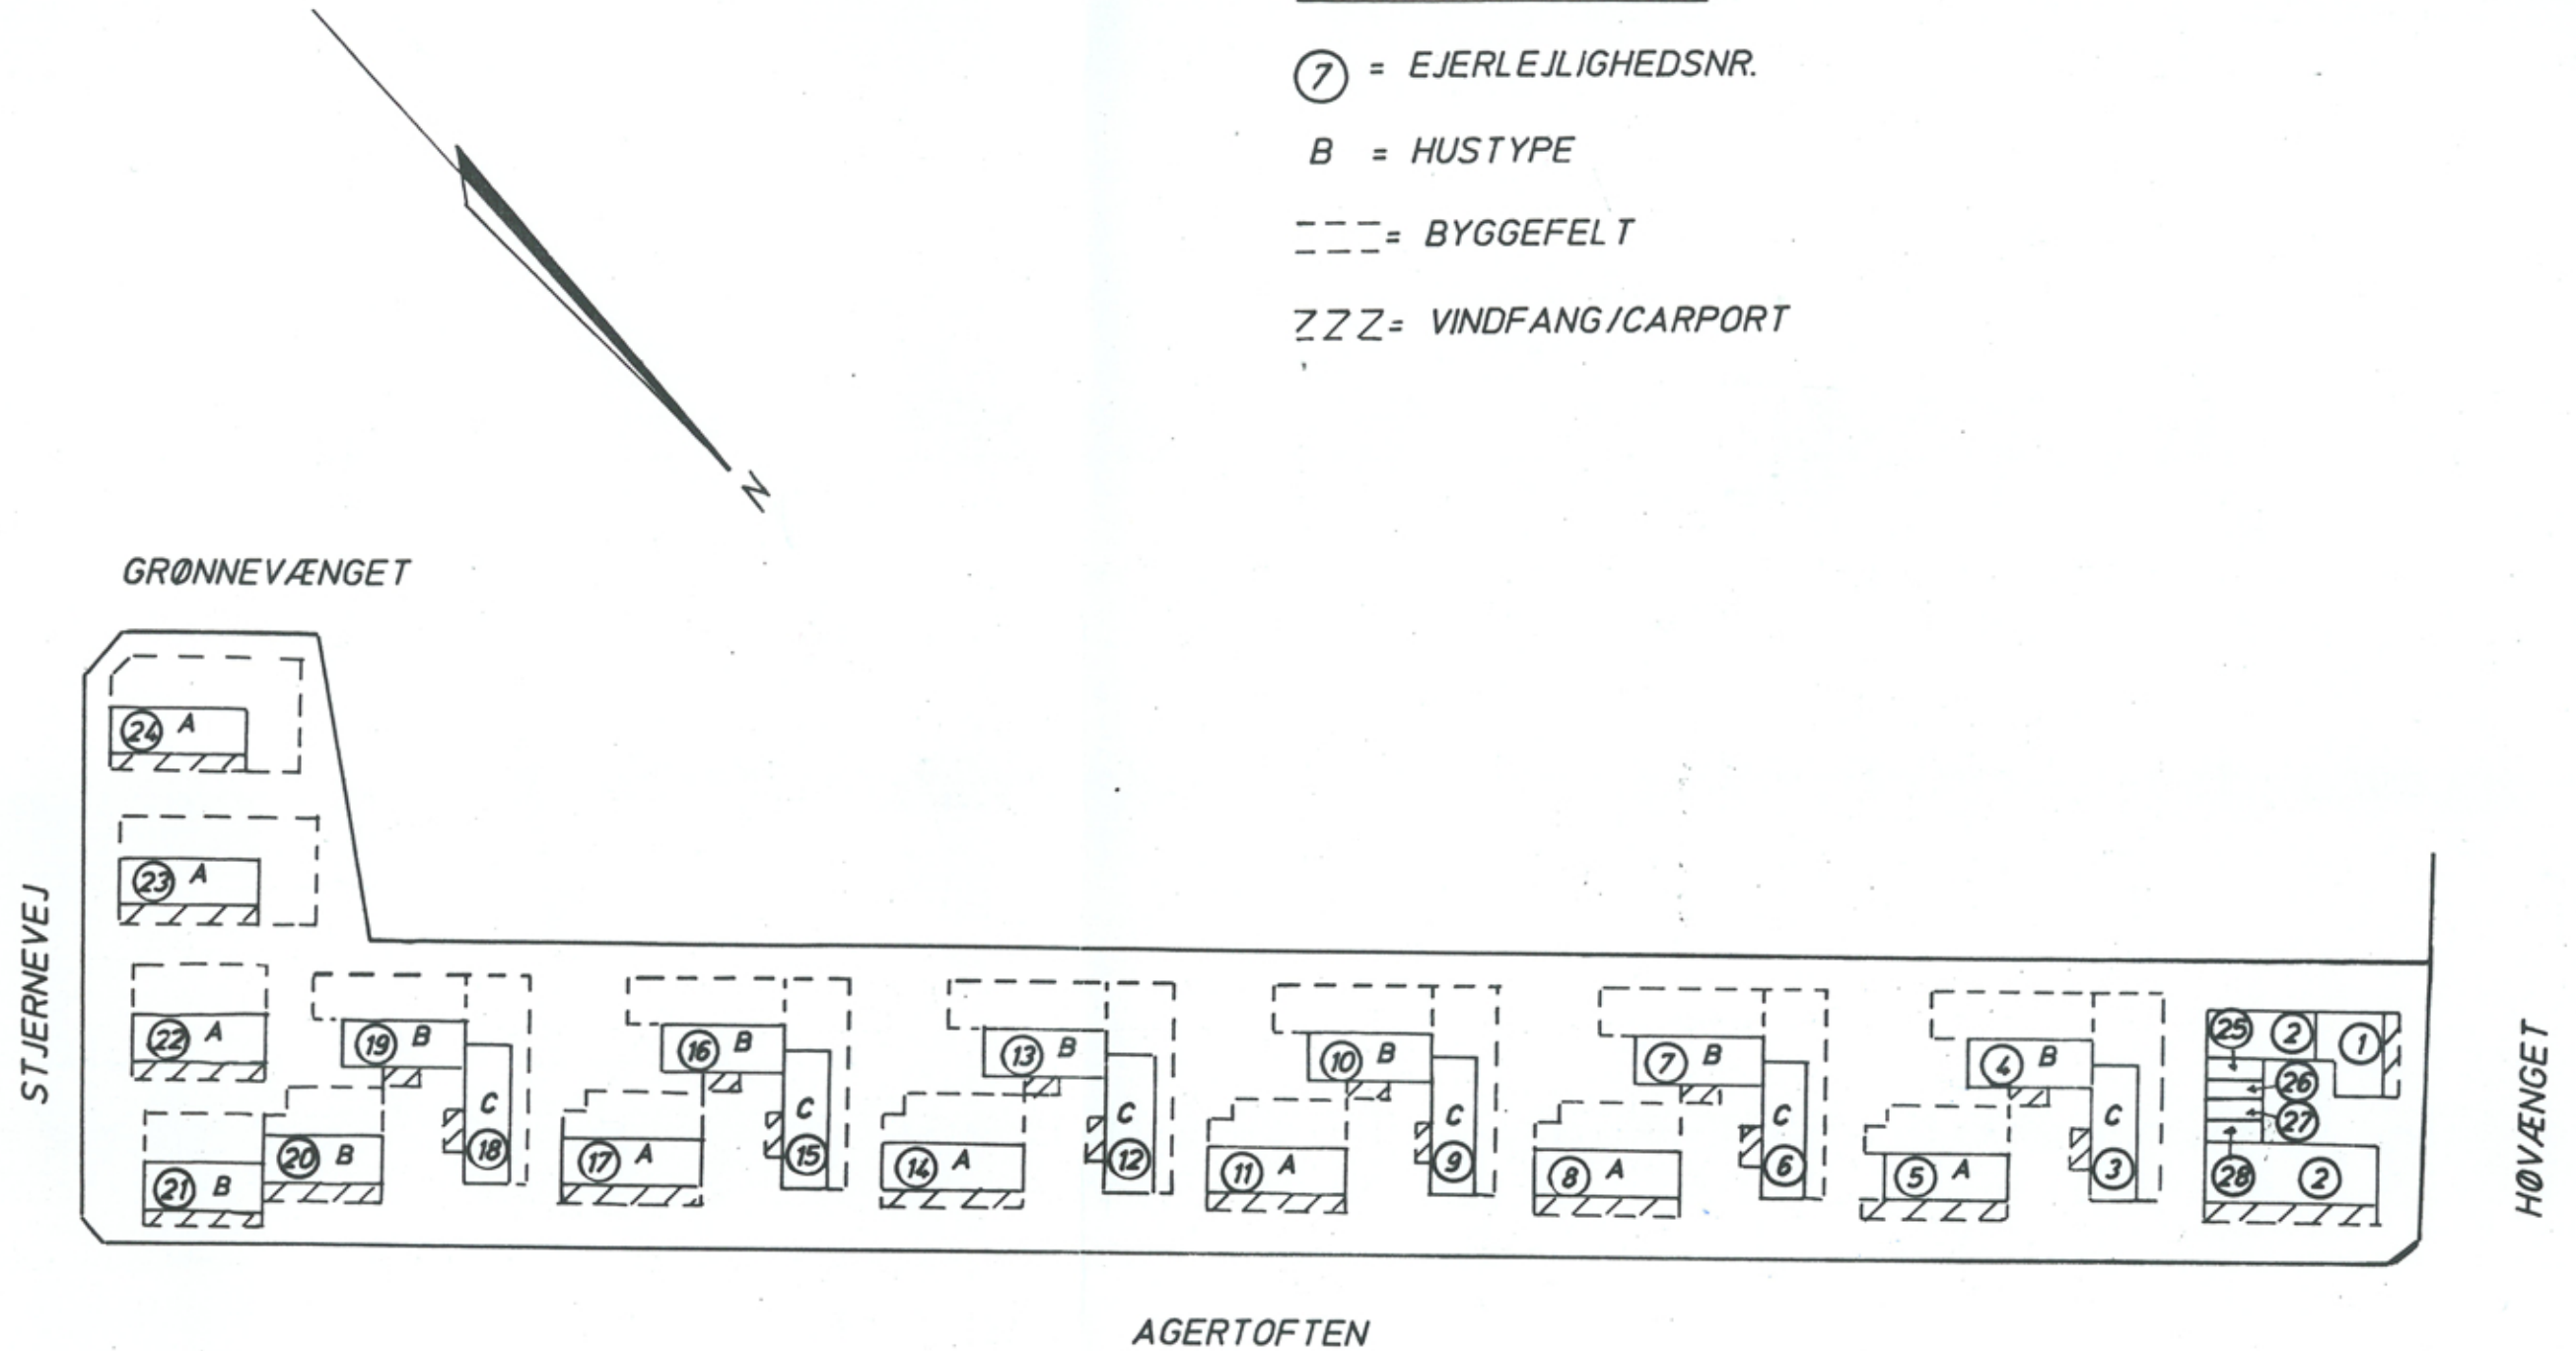 7 = EJERLEJLIGHEDSNR.
B = HUSTYPE
= BYGGEFELT
ZZZ= VINDFANG/CARPORT
N
GRØNNEVÆNGET
STJERNEVEJ
24 A
23 A
22 A
21 B
20 B
19 B
C
18
17 A
16 B
C
15
14 A
13 B
C
12
11 A
10 B
C
9
8 A
7 B
C
6
5 A
4 B
C
3
25 2 1
26
27
28 2
HØVÆNGET
AGERTOFTEN